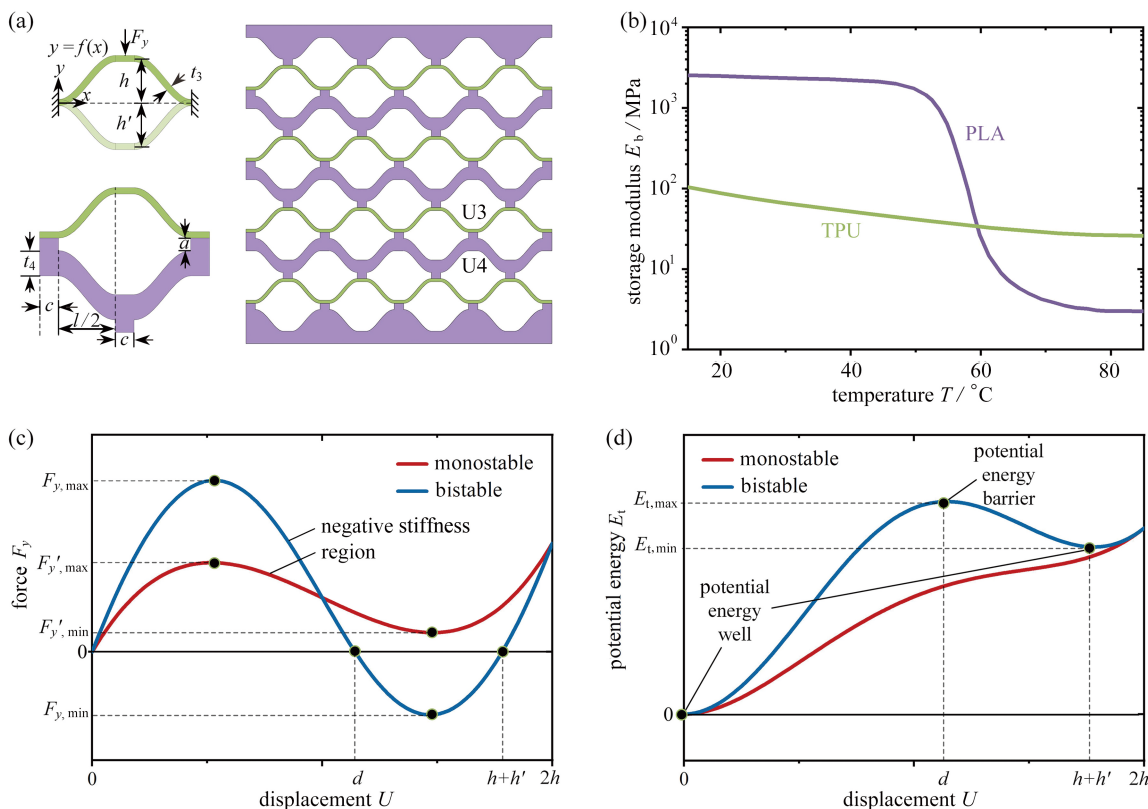 (a)
y = f(x)
F_y
y
h
t_3
x
h'
a
t_4
c
l/2
c
U3
U4
(b)
10^4
10^3
10^2
10^1
10^0
storage modulus E_b / MPa
PLA
TPU
20
40
60
80
temperature T / °C
(c)
monostable
bistable
F_y, max
negative stiffness
region
F_y', max
F_y', min
0
F_y, min
force F_y
0
d
h+h'
2h
displacement U
(d)
monostable
bistable
potential
energy
barrier
E_t,max
E_t,min
potential
energy
well
0
potential energy E_t
0
d
h+h'
2h
displacement U